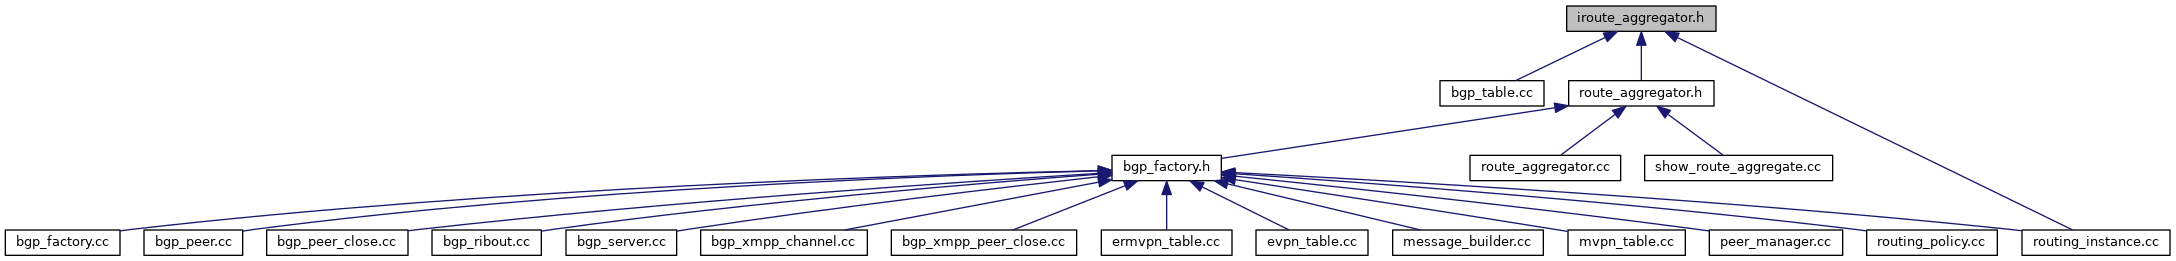 iroute_aggregator.h
bgp_table.cc
route_aggregator.h
bgp_factory.h
route_aggregator.cc
show_route_aggregate.cc
bgp_factory.cc
bgp_peer.cc
bgp_peer_close.cc
bgp_ribout.cc
bgp_server.cc
bgp_xmpp_channel.cc
bgp_xmpp_peer_close.cc
ermvpn_table.cc
evpn_table.cc
message_builder.cc
mvpn_table.cc
peer_manager.cc
routing_policy.cc
routing_instance.cc